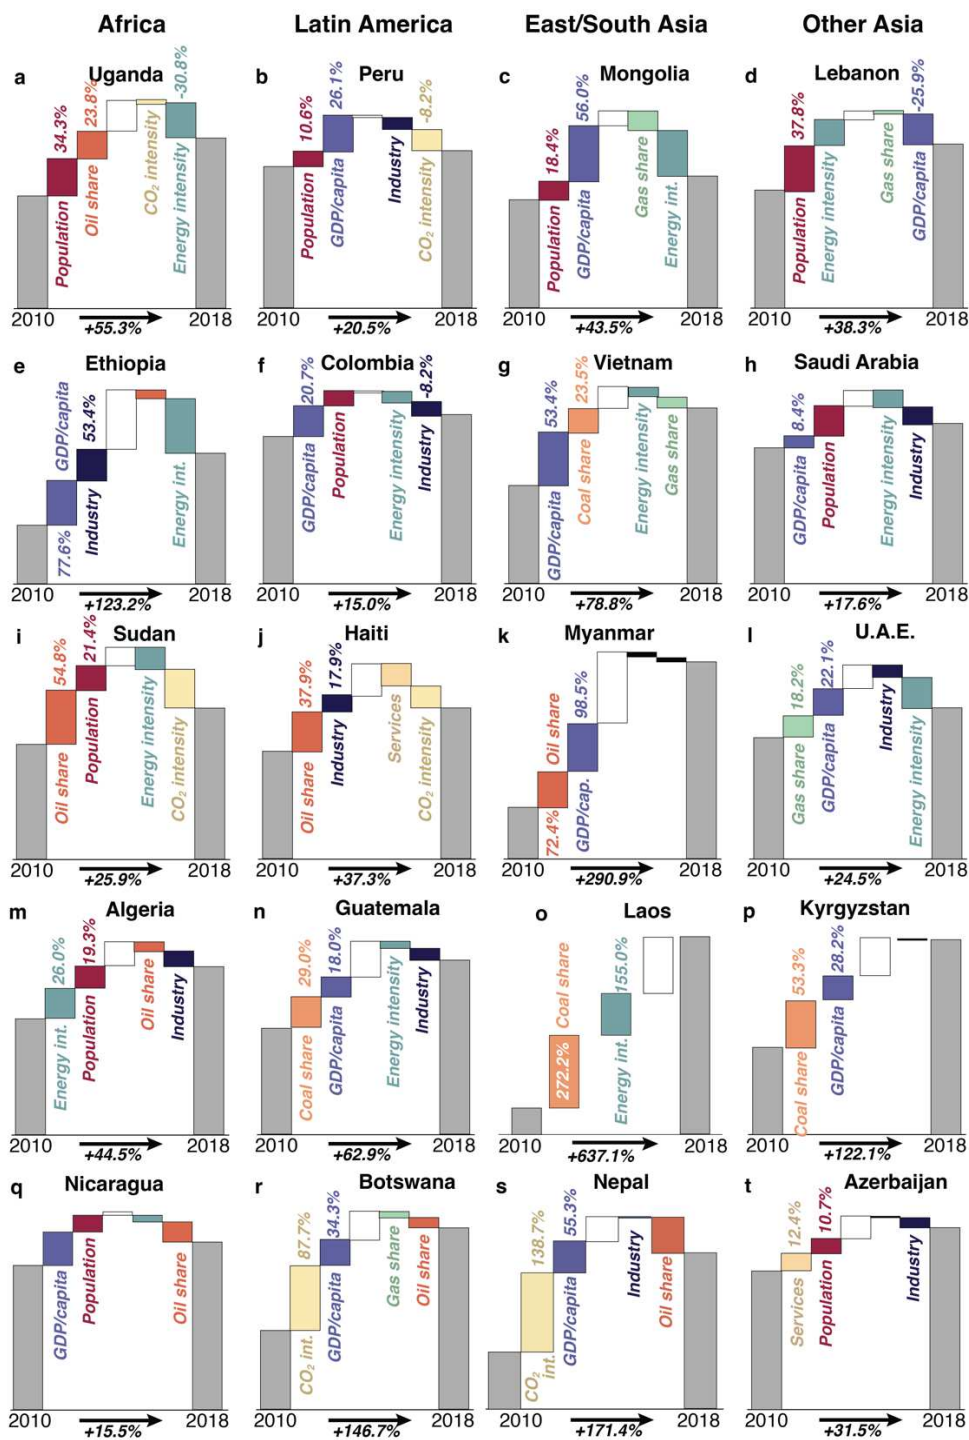 Africa
Latin America
East/South Asia
Other Asia
a
Uganda
34.3%
23.8%
-30.8%
Population
Oil share
CO₂ intensity
Energy intensity
2010
+55.3%
2018
b
Peru
10.6%
26.1%
-8.2%
Population
GDP/capita
Industry
CO₂ intensity
2010
+20.5%
2018
c
Mongolia
18.4%
56.0%
Population
GDP/capita
Gas share
Energy int.
2010
+43.5%
2018
d
Lebanon
37.8%
-25.9%
Population
Energy intensity
Gas share
GDP/capita
2010
+38.3%
2018
e
Ethiopia
GDP/capita
53.4%
77.6%
Industry
Energy int.
2010
+123.2%
2018
f
Colombia
20.7%
-8.2%
GDP/capita
Population
Energy intensity
Industry
2010
+15.0%
2018
g
Vietnam
53.4%
23.5%
GDP/capita
Coal share
Energy intensity
Gas share
2010
+78.8%
2018
h
Saudi Arabia
8.4%
GDP/capita
Population
Energy intensity
Industry
2010
+17.6%
2018
i
Sudan
54.8%
21.4%
Oil share
Population
Energy intensity
CO₂ intensity
2010
+25.9%
2018
j
Haiti
37.9%
17.9%
Oil share
Industry
Services
CO₂ intensity
2010
+37.3%
2018
k
Myanmar
Oil share
98.5%
72.4%
GDP/cap.
2010
+290.9%
2018
l
U.A.E.
18.2%
22.1%
Gas share
GDP/capita
Industry
Energy intensity
2010
+24.5%
2018
m
Algeria
26.0%
19.3%
Energy int.
Population
Oil share
Industry
2010
+44.5%
2018
n
Guatemala
29.0%
18.0%
Coal share
GDP/capita
Energy intensity
Industry
2010
+62.9%
2018
o
Laos
Coal share
155.0%
272.2%
Energy int.
2010
+637.1%
2018
p
Kyrgyzstan
53.3%
28.2%
Coal share
GDP/capita
2010
+122.1%
2018
q
Nicaragua
GDP/capita
Population
Oil share
2010
+15.5%
2018
r
Botswana
87.7%
34.3%
CO₂ int.
GDP/capita
Gas share
Oil share
2010
+146.7%
2018
s
Nepal
138.7%
55.3%
CO₂
int.
GDP/capita
Industry
Oil share
2010
+171.4%
2018
t
Azerbaijan
12.4%
10.7%
Services
Population
Industry
2010
+31.5%
2018